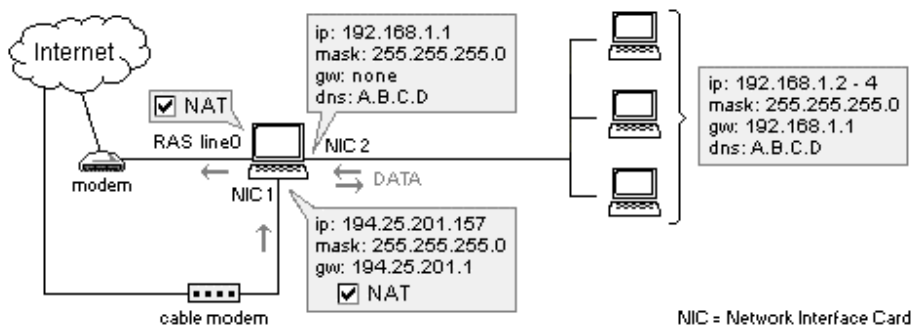 Internet
NAT
RAS line0
modem
ip: 192.168.1.1
mask: 255.255.255.0
gw: none
dns: A.B.C.D
NIC 2
DATA
NIC 1
ip: 194.25.201.157
mask: 255.255.255.0
gw: 194.25.201.1
NAT
cable modem
ip: 192.168.1.2 - 4
mask: 255.255.255.0
gw: 192.168.1.1
dns: A.B.C.D
NIC = Network Interface Card